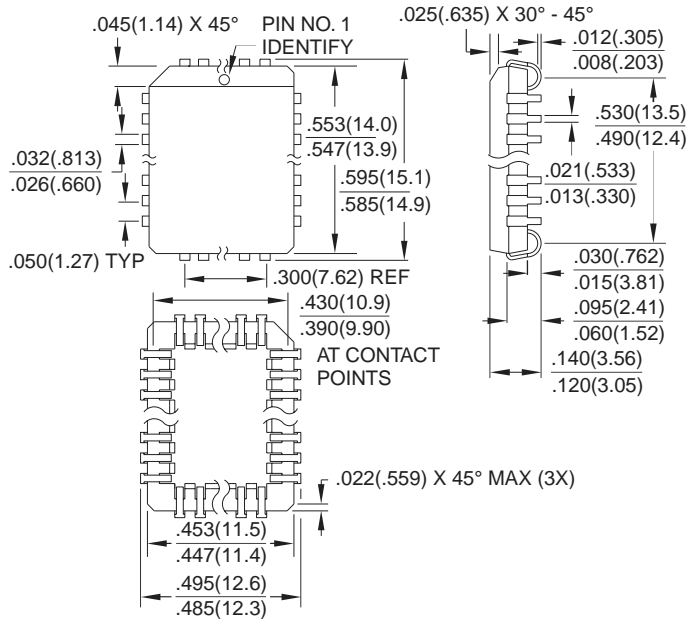 .045(1.14) X 45°
PIN NO. 1
IDENTIFY
.025(.635) X 30° - 45°
.012(.305)
.008(.203)
.553(14.0)
.547(13.9)
.530(13.5)
.490(12.4)
.032(.813)
.026(.660)
.595(15.1)
.585(14.9)
.021(.533)
.013(.330)
.050(1.27) TYP
.300(7.62) REF
.030(.762)
.015(3.81)
.430(10.9)
.390(9.90)
AT CONTACT
POINTS
.095(2.41)
.060(1.52)
.140(3.56)
.120(3.05)
.022(.559) X 45° MAX (3X)
.453(11.5)
.447(11.4)
.495(12.6)
.485(12.3)